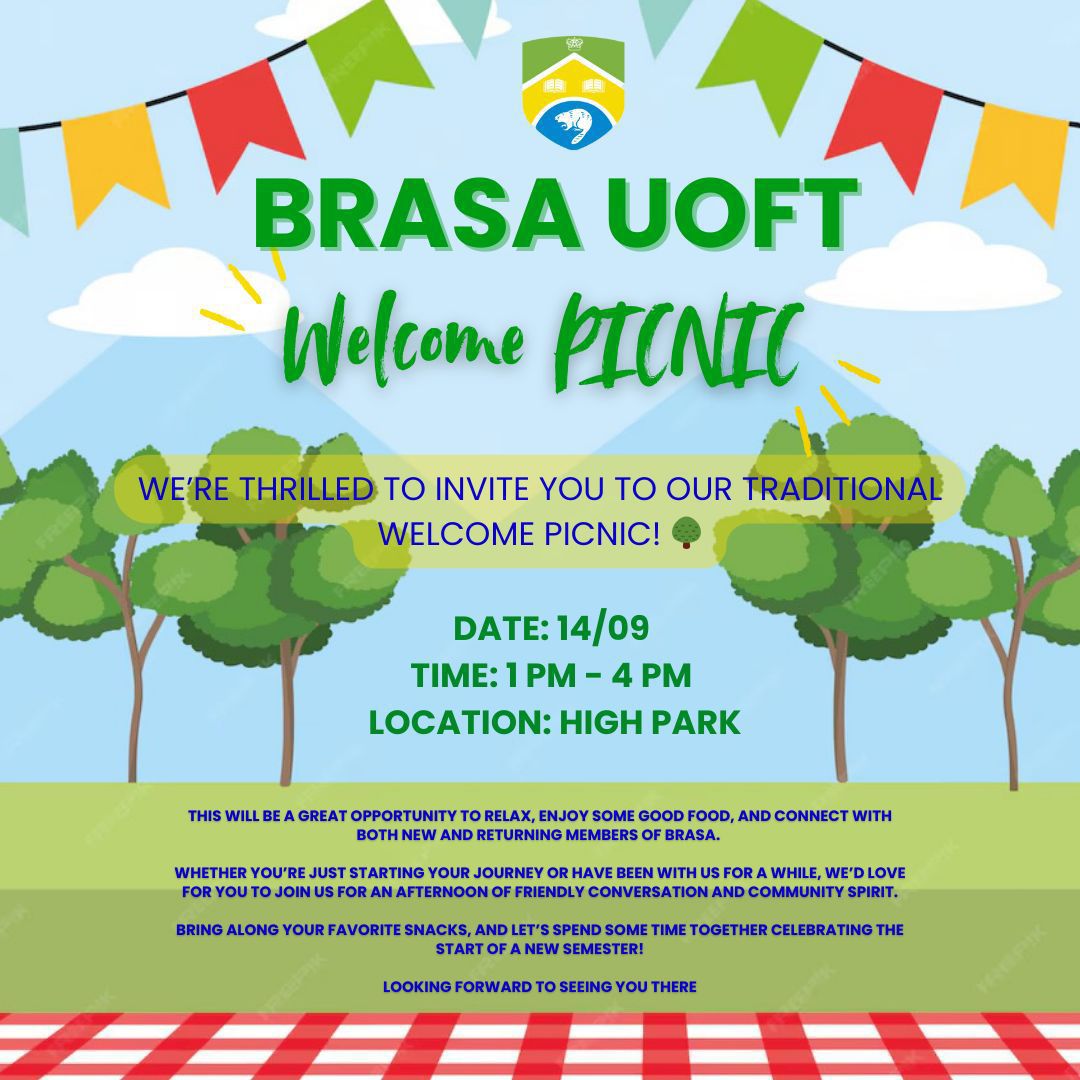 BRASA UOFT
Welcome PICNIC
WE'RE THRILLED TO INVITE YOU TO OUR TRADITIONAL
WELCOME PICNIC! 🌳
DATE: 14/09
TIME: 1 PM - 4 PM
LOCATION: HIGH PARK
THIS WILL BE A GREAT OPPORTUNITY TO RELAX, ENJOY SOME GOOD FOOD, AND CONNECT WITH
BOTH NEW AND RETURNING MEMBERS OF BRASA.
WHETHER YOU'RE JUST STARTING YOUR JOURNEY OR HAVE BEEN WITH US FOR A WHILE, WE'D LOVE
FOR YOU TO JOIN US FOR AN AFTERNOON OF FRIENDLY CONVERSATION AND COMMUNITY SPIRIT.
BRING ALONG YOUR FAVORITE SNACKS, AND LET'S SPEND SOME TIME TOGETHER CELEBRATING THE
START OF A NEW SEMESTER!
LOOKING FORWARD TO SEEING YOU THERE